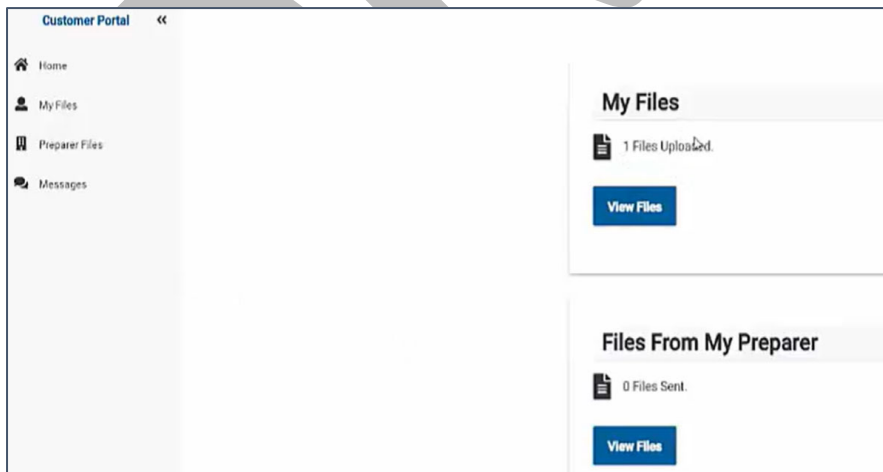 Customer Portal «
Home
My Files
Preparer Files
Messages
My Files
1 Files Uploaded.
View Files
Files From My Preparer
0 Files Sent.
View Files